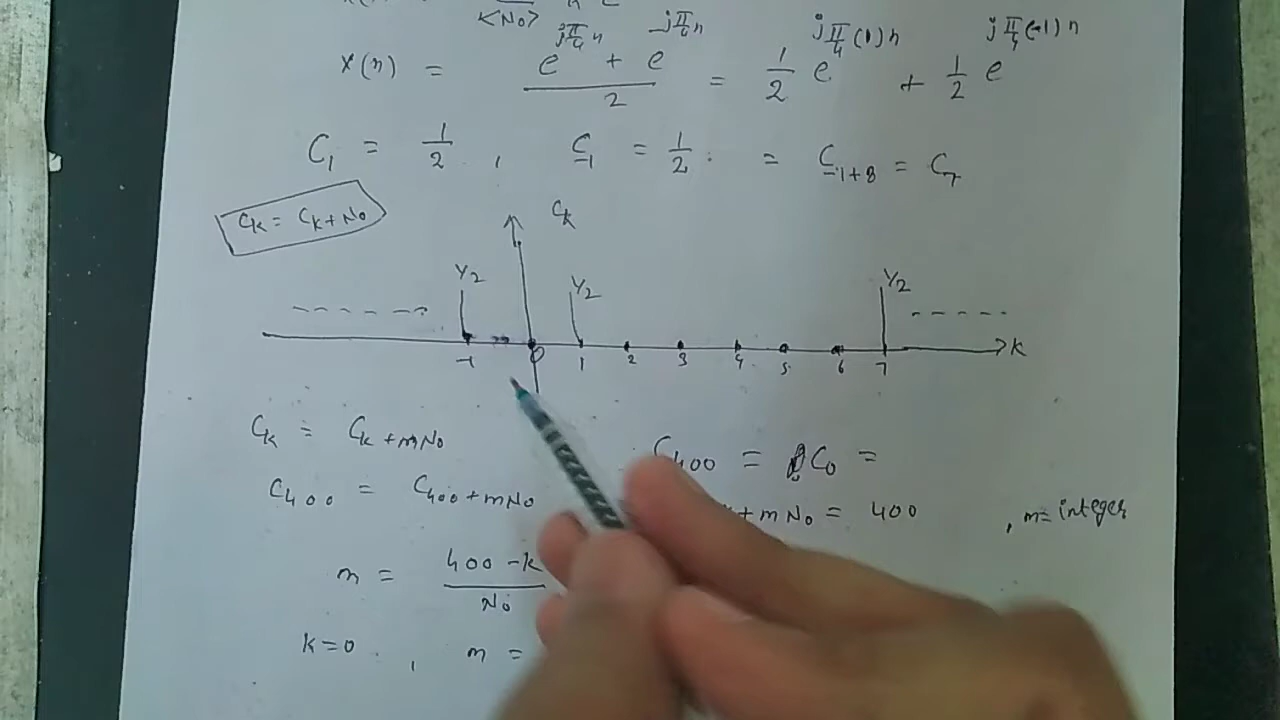 <N₀>
x(n) = (e^{jπ/4 n} + e^{-jπ/4 n}) / 2 = 1/2 e^{jπ/4 (1)n} + 1/2 e^{jπ/4 (-1)n}
C₁ = 1/2 , C₋₁ = 1/2 . = C₋₁₊₈ = C₇
Cₖ = Cₖ₊N₀
Cₖ
1/2 1/2 1/2
-1 0 1 2 3 4 5 6 7 K
Cₖ = Cₖ₊mN₀ C₄₀₀ = C₀ =
C₄₀₀ = C₄₀₀₊mN₀ +mN₀ = 400 , m=integer
m = (400 - k) / N₀
k=0 , m =